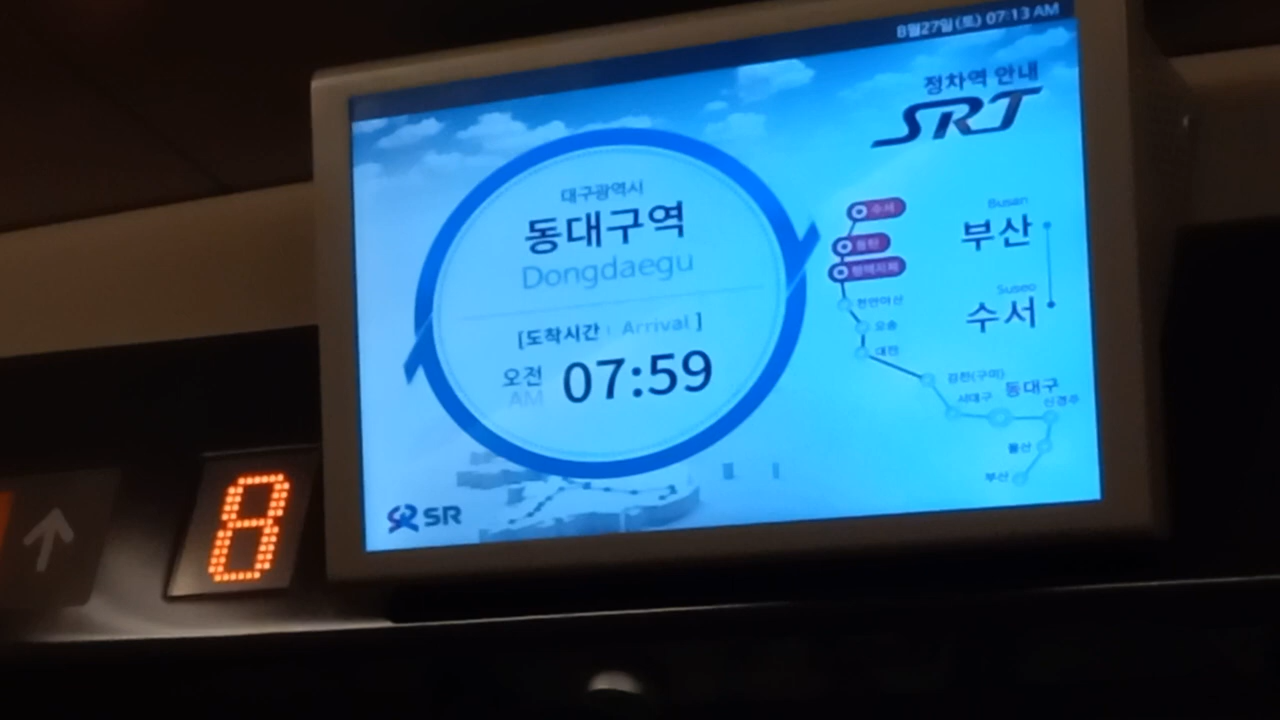 8월27일(토) 07:13 AM
정차역 안내
SRT
대구광역시
동대구역
Dongdaegu
[도착시간 : Arrival ]
오전 07:59
AM
Busan
부산
Suseo
수서
수서
동탄
평택지제
천안아산
오송
대전
김천(구미)
서대구
동대구
신경주
울산
부산
SR
8